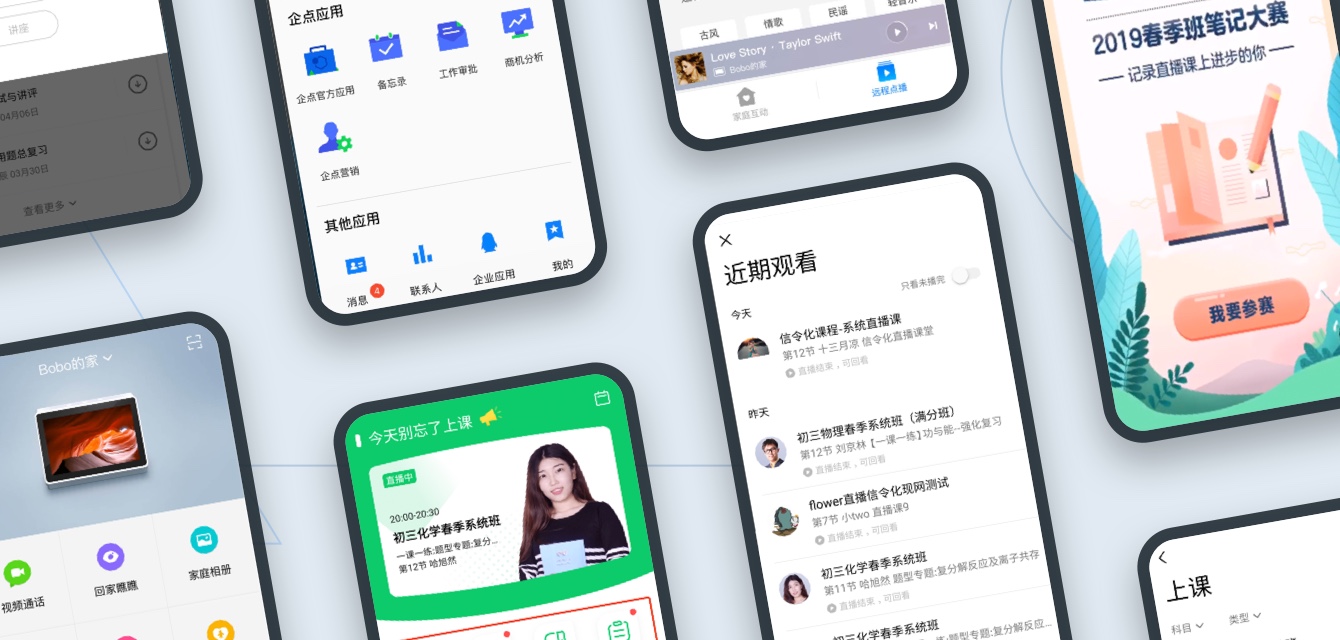 讲座
试与讲评
04月06日
用题总复习
03月30日
查看更多
企点应用
企点官方应用
备忘录
工作审批
商机分析
企点营销
其他应用
消息
4
联系人
企业应用
我的
古风
情歌
民谣
轻音乐
Love Story · Taylor Swift
Bobo的家
家庭互动
远程点播
2019春季班笔记大赛
记录直播课上进步的你
我要参赛
Bobo的家
视频通话
回家瞧瞧
家庭相册
今天别忘了上课
直播中
20:00-20:30
初三化学春季系统班
一课一练:题型专题:复分...
第12节 哈旭然
近期观看
只看未播完
今天
信令化课程-系统直播课
第12节 十三月凉 信令化直播课堂
直播结束，可回看
昨天
初三物理春季系统班（满分班）
第12节 刘京林【一课一练】功与能--强化复习
直播结束，可回看
flower直播信令化现网测试
第7节 小two 直播课9
直播结束，可回看
初三化学春季系统班
第11节 哈旭然 题型专题:复分解反应及离子共存
直播结束，可回看
初三化学春季系统班
题型专题:复分解反应...
上课
科目
类型